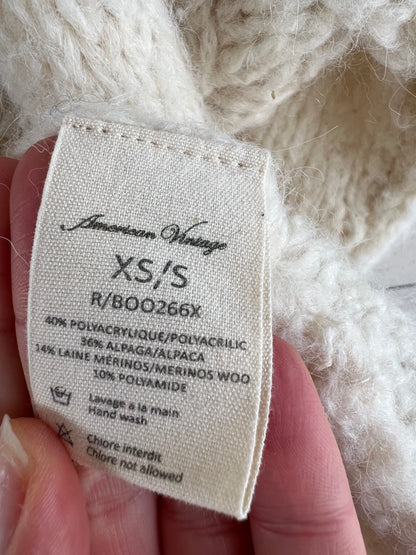 American Vintage
XS/S
R/BOO266X
40% POLYACRYLIQUE/POLYACRILIC
36% ALPAGA/ALPACA
14% LAINE MÉRINOS/MERINOS WOO
10% POLYAMIDE
Lavage a la main
Hand wash
Chlore interdit
Chlore not allowed